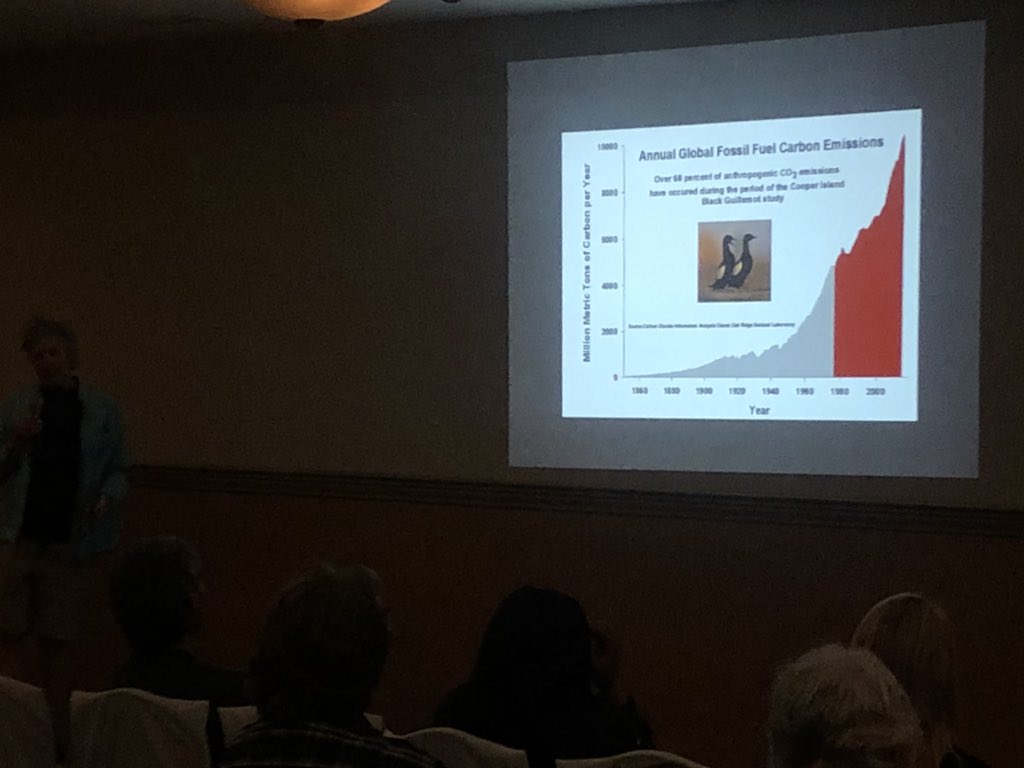 Annual Global Fossil Fuel Carbon Emissions
Over 66 percent of anthropogenic CO2 emissions
have occured during the period of the Cooper Island
Black Guillemot study
Million Metric Tons of Carbon per Year
10000
8000
6000
4000
2000
0
Source: Carbon Dioxide Information Analysis Center, Oak Ridge National Laboratory
1860 1880 1900 1920 1940 1960 1980 2000
Year